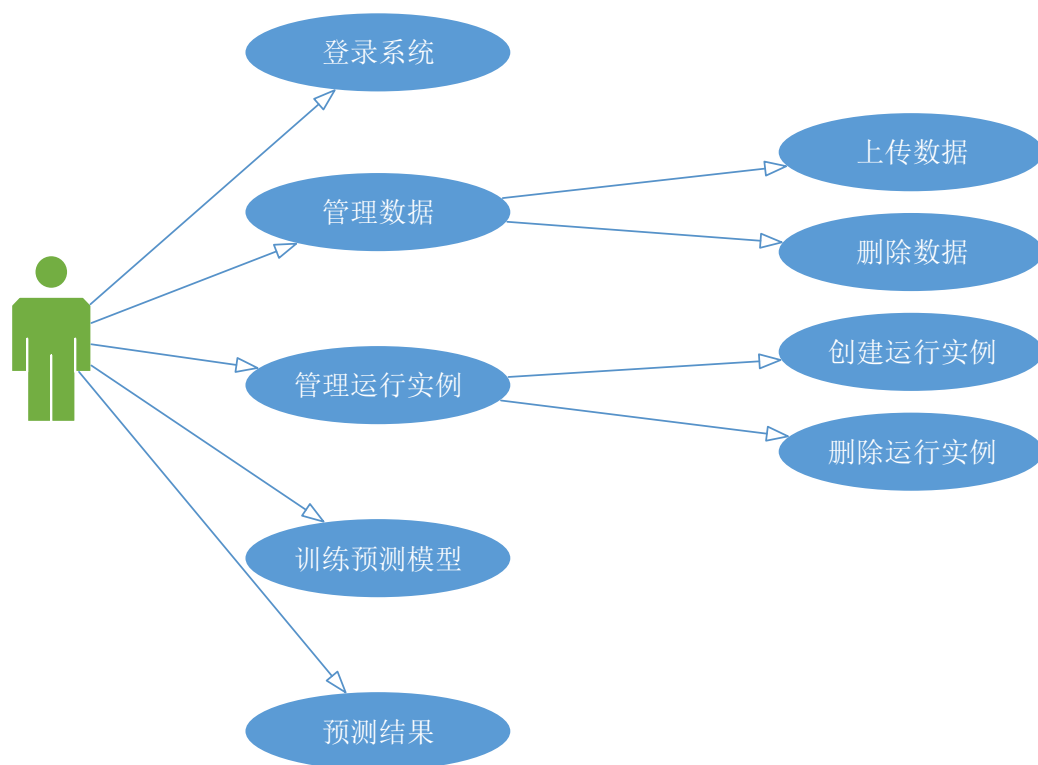 登录系统
管理数据
上传数据
删除数据
管理运行实例
创建运行实例
删除运行实例
训练预测模型
预测结果